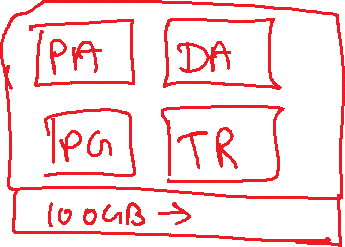 PA DA
PG TR
100GB →